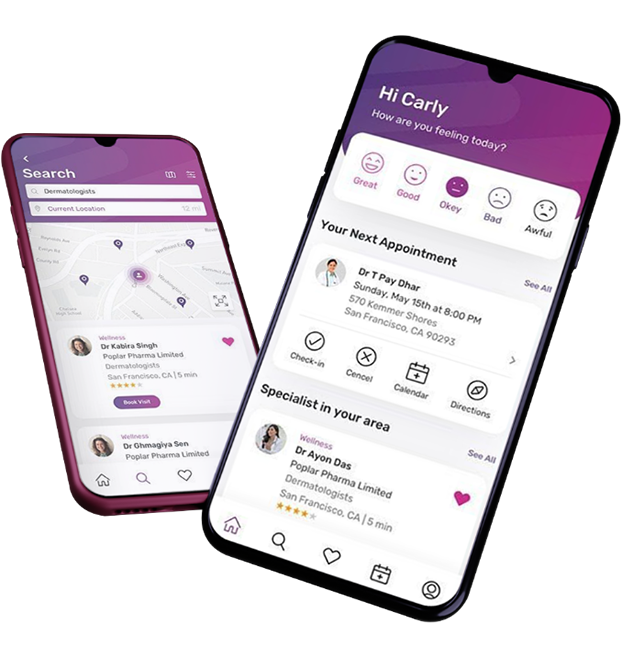 Search
Dermatologists
Current Location
Wellness
Dr Kabira Singh
Poplar Pharma Limited
Dermatologists
San Francisco, CA | 5 min
Book Visit
Wellness
Dr Ghmagiya Sen
Poplar Pharma Limited
Hi Carly
How are you feeling today?
Great
Good
Okey
Bad
Awful
Your Next Appointment
See All
Dr T Pay Dhar
Sunday, May 15th at 8:00 PM
570 Kemmer Shores
San Francisco, CA 90293
Check-in
Cencel
Calendar
Directions
Specialist in your area
See All
Wellness
Dr Ayon Das
Poplar Pharma Limited
Dermatologists
San Francisco, CA | 5 min